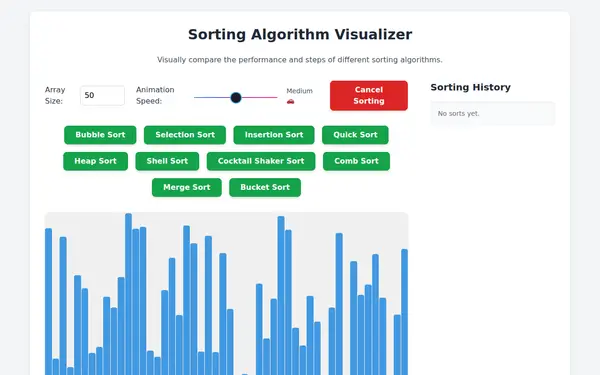 Sorting Algorithm Visualizer
Visually compare the performance and steps of different sorting algorithms.
Array
Size:
50
Animation
Speed:
Medium
🚗
Cancel
Sorting
Bubble Sort
Selection Sort
Insertion Sort
Quick Sort
Heap Sort
Shell Sort
Cocktail Shaker Sort
Comb Sort
Merge Sort
Bucket Sort
Sorting History
No sorts yet.